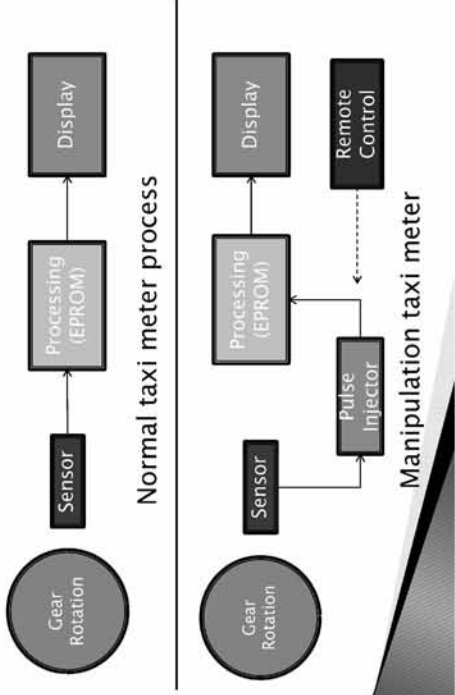 Gear
Rotation
Sensor
Processing
(EPROM)
Display
Normal taxi meter process
Gear
Rotation
Sensor
Pulse
Injector
Processing
(EPROM)
Display
Remote
Control
Manipulation taxi meter